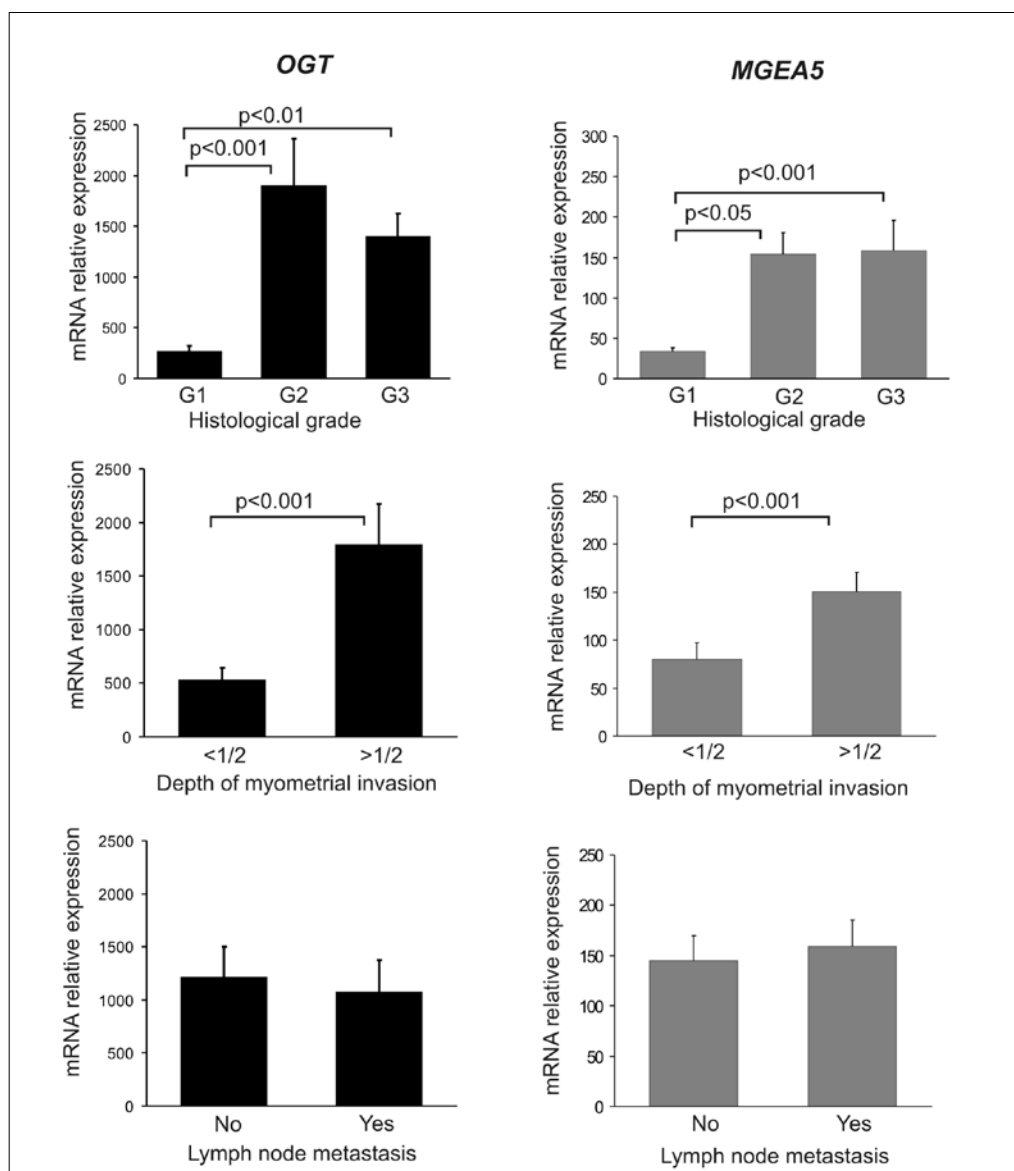 OGT
mRNA relative expression
2500
2000
1500
1000
500
0
p<0.01
p<0.001
G1 G2 G3
Histological grade
MGEA5
mRNA relative expression
300
250
200
150
100
50
0
p<0.001
p<0.05
G1 G2 G3
Histological grade
mRNA relative expression
2500
2000
1500
1000
500
0
p<0.001
<1/2 >1/2
Depth of myometrial invasion
mRNA relative expression
250
200
150
100
50
0
p<0.001
<1/2 >1/2
Depth of myometrial invasion
mRNA relative expression
2500
2000
1500
1000
500
0
No Yes
Lymph node metastasis
mRNA relative expression
250
200
150
100
50
0
No Yes
Lymph node metastasis